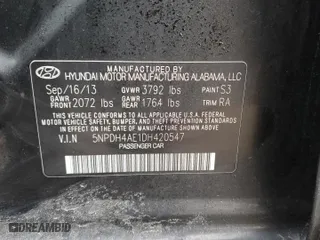 MANUFACTURED BY
HYUNDAI MOTOR MANUFACTURING ALABAMA, LLC
Sep/16/13 GVWR 3792 lbs PAINT S3
GAWR FRONT 2072 lbs GAWR REAR 1764 lbs TRIM RA
THIS VEHICLE CONFORMS TO ALL APPLICABLE U.S.A. FEDERAL
MOTOR VEHICLE SAFETY, BUMPER, AND THEFT PREVENTION
STANDARDS IN EFFECT ON THE DATE OF MANUFACTURE SHOWN ABOVE.
V.I.N 5NPDH4AE1DH420547
PASSENGER CAR